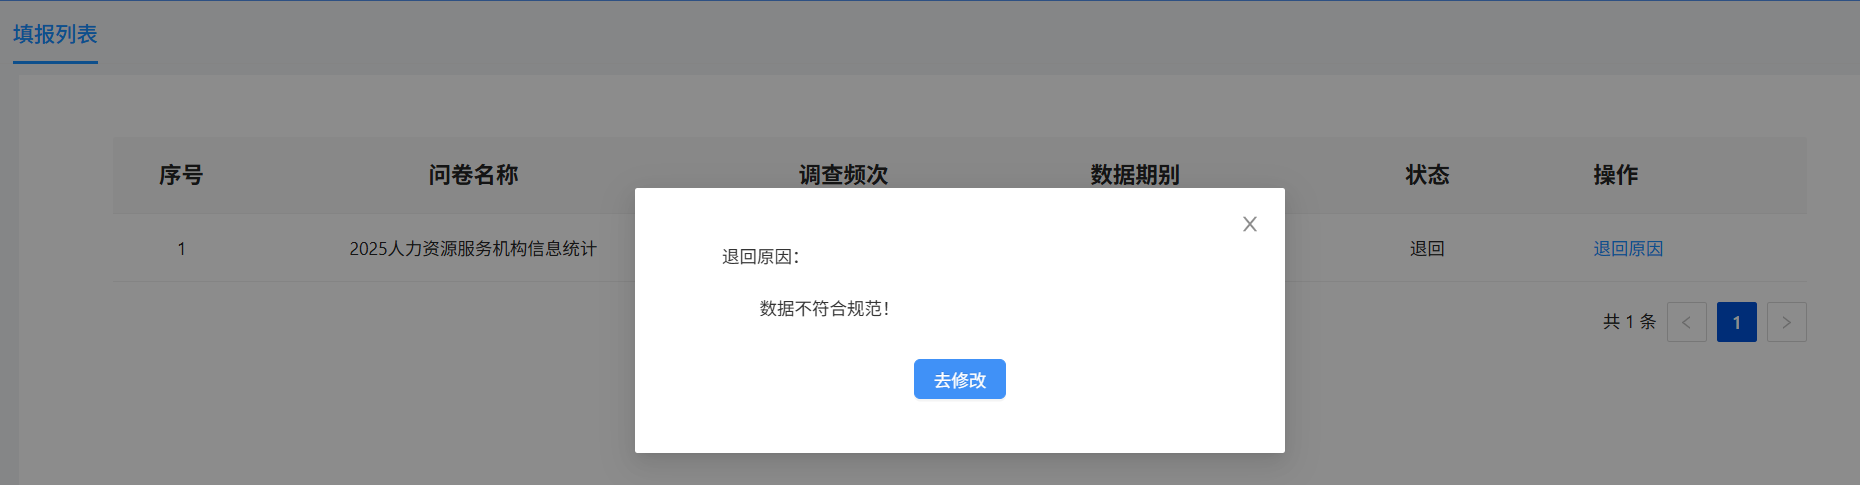 填报列表
序号 问卷名称 调查频次 数据期别 状态 操作
1 2025人力资源服务机构信息统计 退回 退回原因
退回原因：
数据不符合规范！
共 1 条 1
去修改